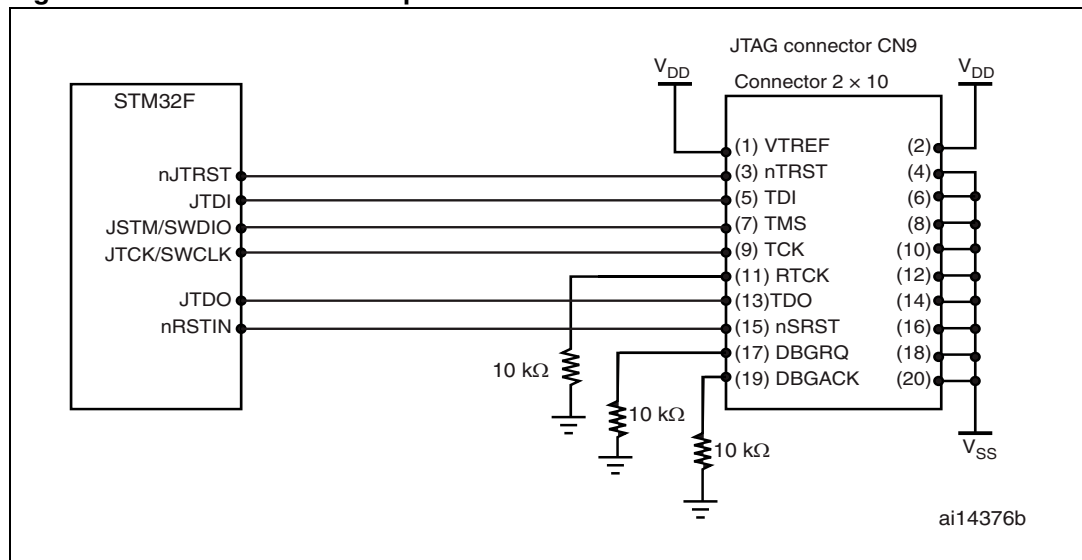 JTAG connector CN9
VDD
Connector 2 × 10
VDD
STM32F
(1) VTREF (2)
nJTRST (3) nTRST (4)
JTDI (5) TDI (6)
JSTM/SWDIO (7) TMS (8)
JTCK/SWCLK (9) TCK (10)
(11) RTCK (12)
JTDO (13)TDO (14)
nRSTIN (15) nSRST (16)
(17) DBGRQ (18)
10 kΩ (19) DBGACK (20)
10 kΩ
10 kΩ
VSS
ai14376b